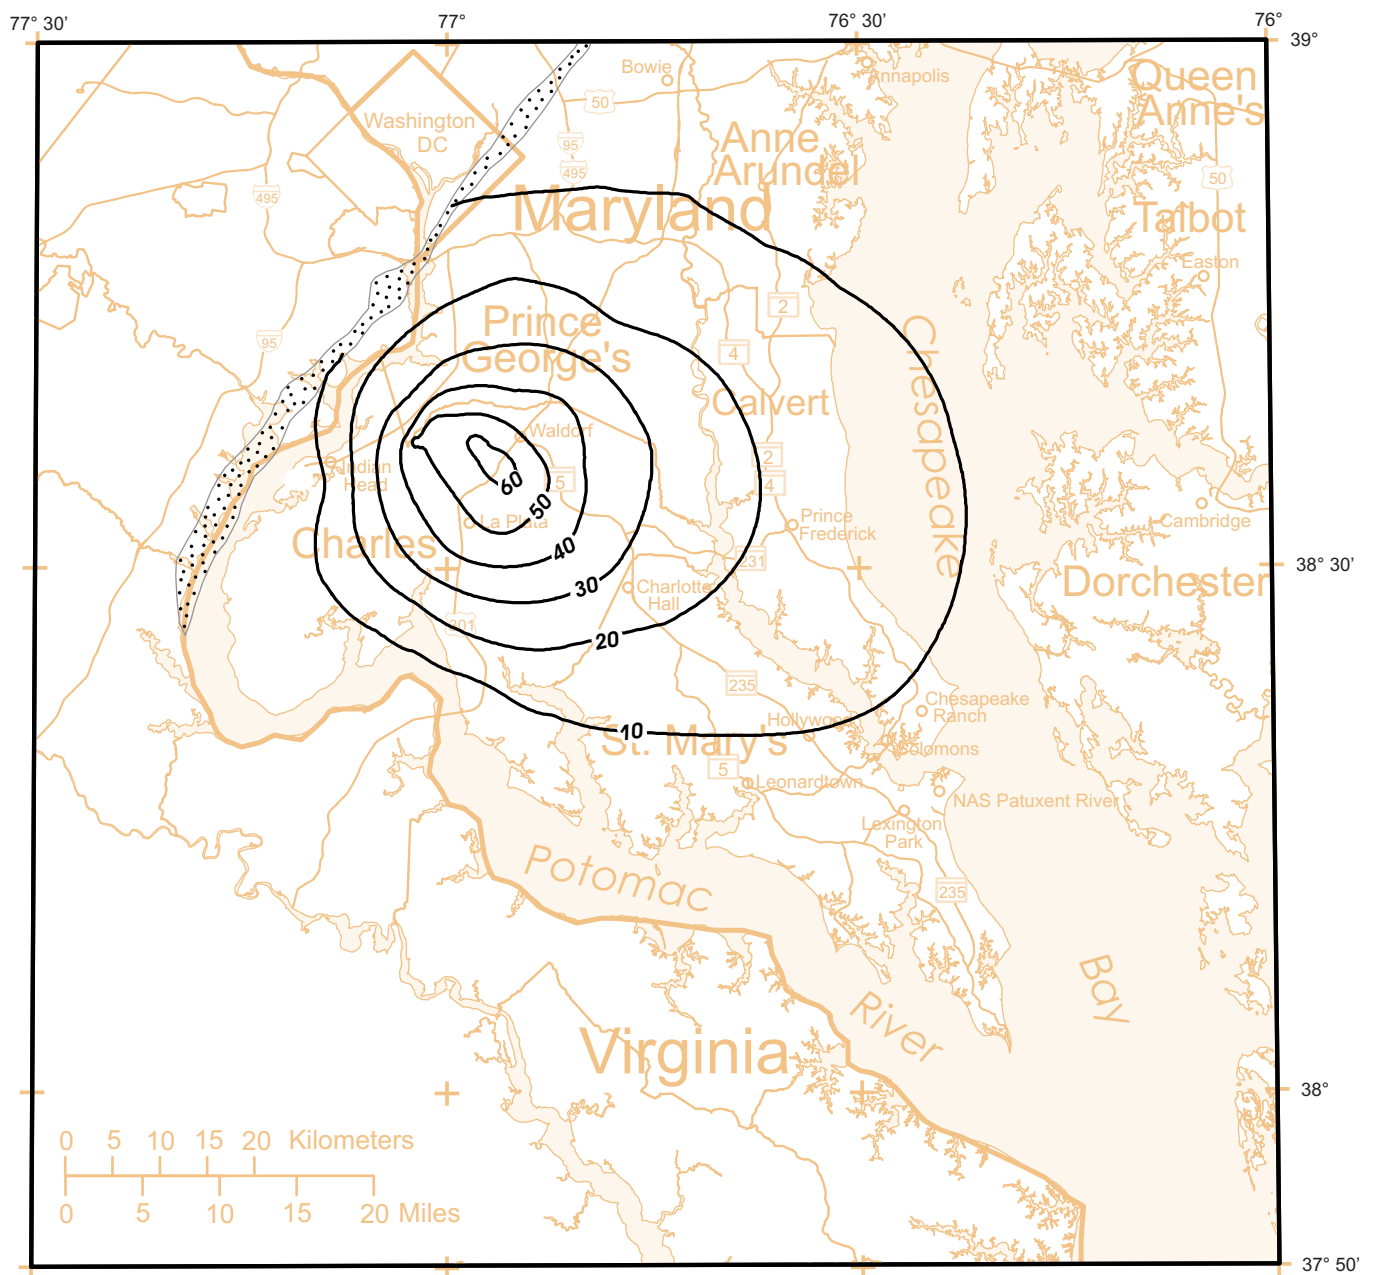 77° 30’
77°
76° 30’
76°
39°
Bowie
Annapolis
Queen
Anne's
50
Washington
DC
95
495
Anne
Arundel
495
50
Maryland
Talbot
Easton
2
Prince
George's
95
4
Chesapeake
Calvert
Waldorf
2
4
Indian
Head
5
60
50
La Plata
Prince
Frederick
Cambridge
Charles
40
231
38° 30’
30
Charlotte
Hall
Dorchester
301
20
235
Chesapeake
Ranch
Hollywood
10
St. Mary's
Solomons
5
Leonardtown
NAS Patuxent River
Lexington
Park
Potomac
235
Bay
River
Virginia
38°
0 5 10 15 20 Kilometers
0 5 10 15 20 Miles
37° 50’